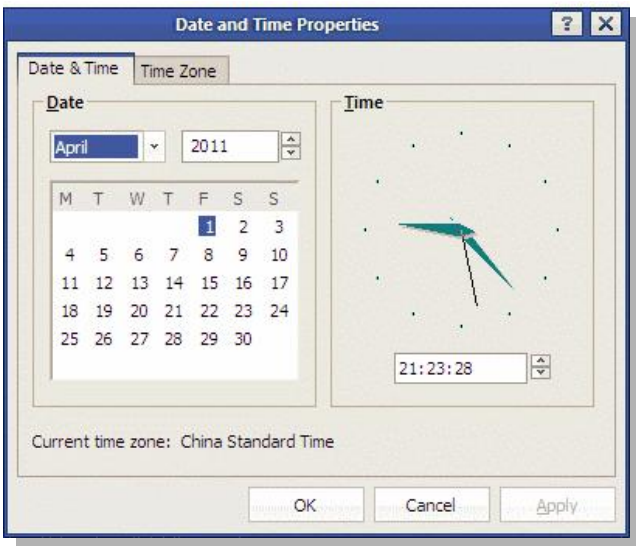 Date and Time Properties
Date & Time Time Zone
Date
April 2011
M T W T F S S
1 2 3
4 5 6 7 8 9 10
11 12 13 14 15 16 17
18 19 20 21 22 23 24
25 26 27 28 29 30
Time
21:23:28
Current time zone: China Standard Time
OK Cancel Apply